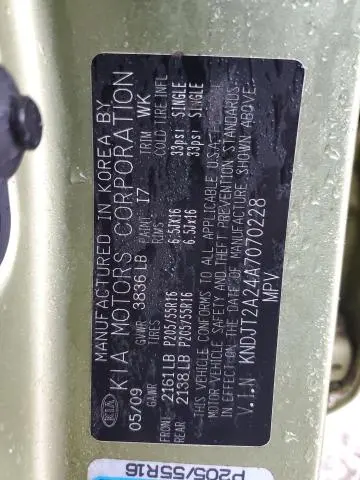 MANUFACTURED IN KOREA BY
KIA MOTORS CORPORATION
KIA
05/09 GVWR 3836LB PAINT I7 TRIM WK
GAWR TIRES RIMS COLD TIRE INFL
FRONT 2161LB P205/55R16 6.5Jx16 33psi SINGLE
REAR 2138LB P205/55R16 6.5Jx16 33psi SINGLE
THIS VEHICLE CONFORMS TO ALL APPLICABLE U.S.A FEDERAL
MOTOR VEHICLE SAFETY AND THEFT PREVENTION STANDARDS
IN EFFECT ON THE DATE OF MANUFACTURE SHOWN ABOVE.
V.I.N KNDJT2A24A7070228
MPV
P205/55R16